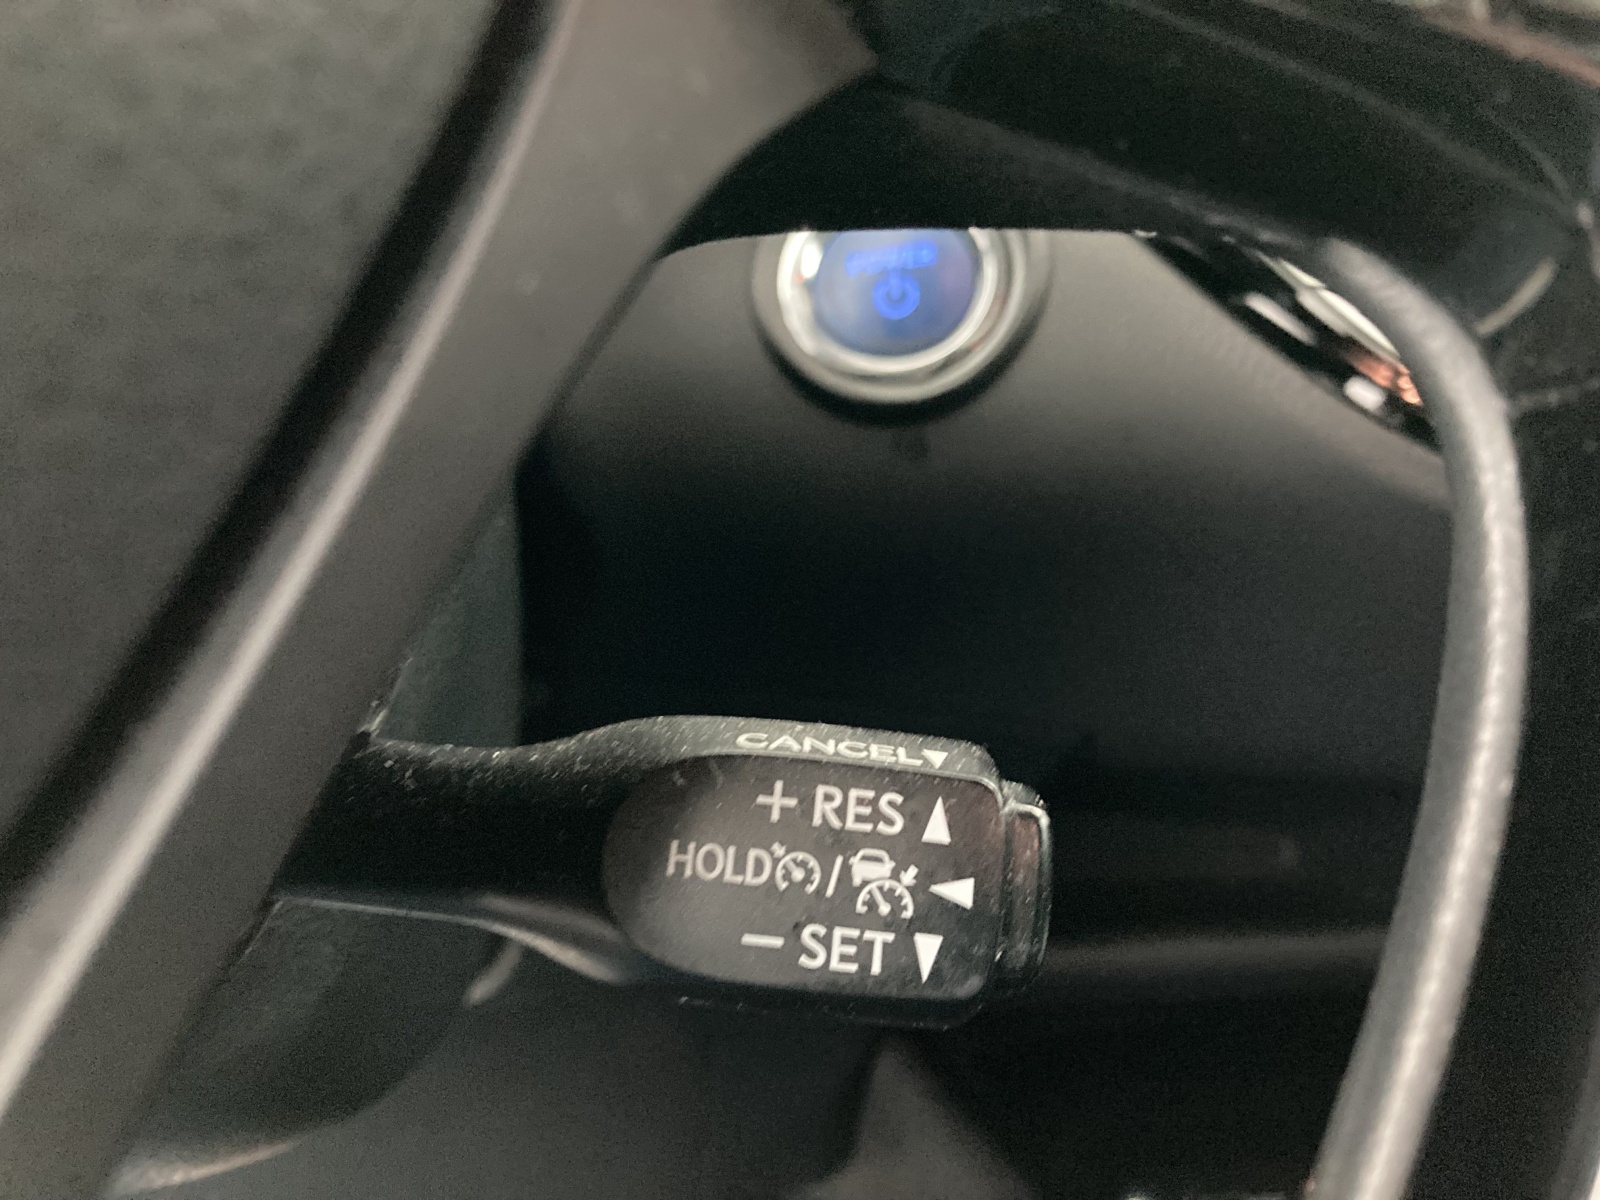 POWER
CANCEL
+ RES
HOLD /
− SET